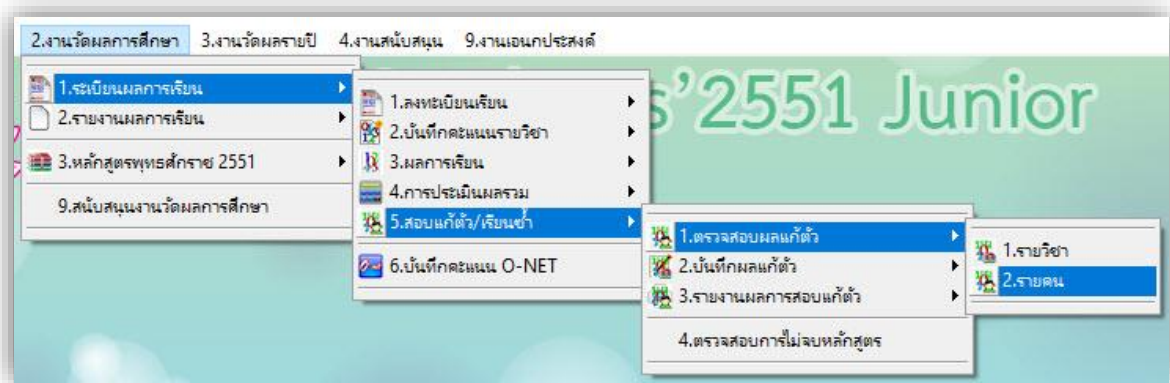 2.งานวัดผลการศึกษา 3.งานวัดผลรายปี 4.งานสนับสนุน 9.งานเอนกประสงค์
s'2551 Junior
1.ระเบียนผลการเรียน
2.รายงานผลการเรียน
3.หลักสูตรพุทธศักราช 2551
9.สนับสนุนงานวัดผลการศึกษา
1.ลงทะเบียนเรียน
2.บันทึกคะแนนรายวิชา
3.ผลการเรียน
4.การประเมินผลรวม
5.สอบแก้ตัว/เรียนซ้ำ
6.บันทึกคะแนน O-NET
1.ตรวจสอบผลแก้ตัว
2.บันทึกผลแก้ตัว
3.รายงานผลการสอบแก้ตัว
4.ตรวจสอบการไม่จบหลักสูตร
1.รายวิชา
2.รายคน